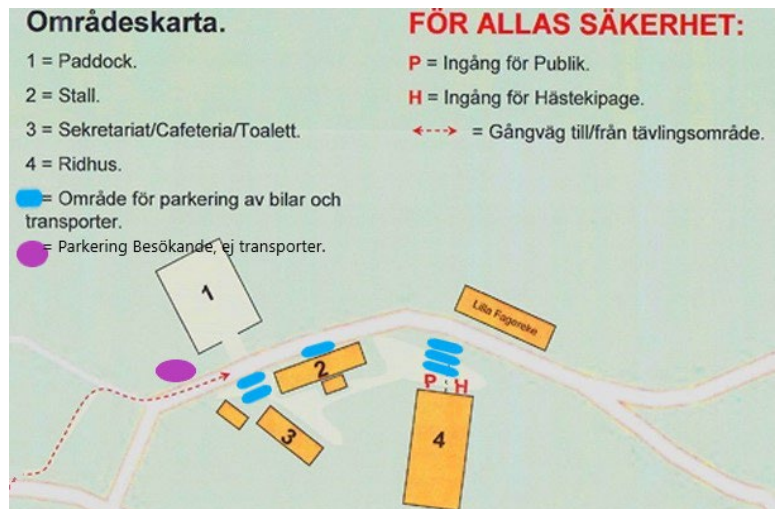 Områdeskarta.
1 = Paddock.
2 = Stall.
3 = Sekretariat/Cafeteria/Toalett.
4 = Ridhus.
= Område för parkering av bilar och
transporter.
= Parkering Besökande, ej transporter.
FÖR ALLAS SÄKERHET:
P = Ingång för Publik.
H = Ingång för Hästekipage.
= Gångväg till/från tävlingsområde.
1
Lilla Fagereke
2
P H
3
4